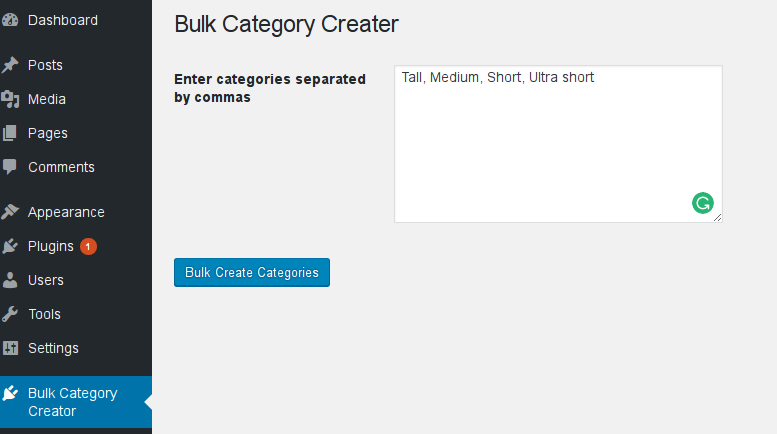 Dashboard
Posts
Media
Pages
Comments
Appearance
Plugins 1
Users
Tools
Settings
Bulk Category
Creator
Bulk Category Creater
Enter categories separated
by commas
Tall, Medium, Short, Ultra short
Bulk Create Categories